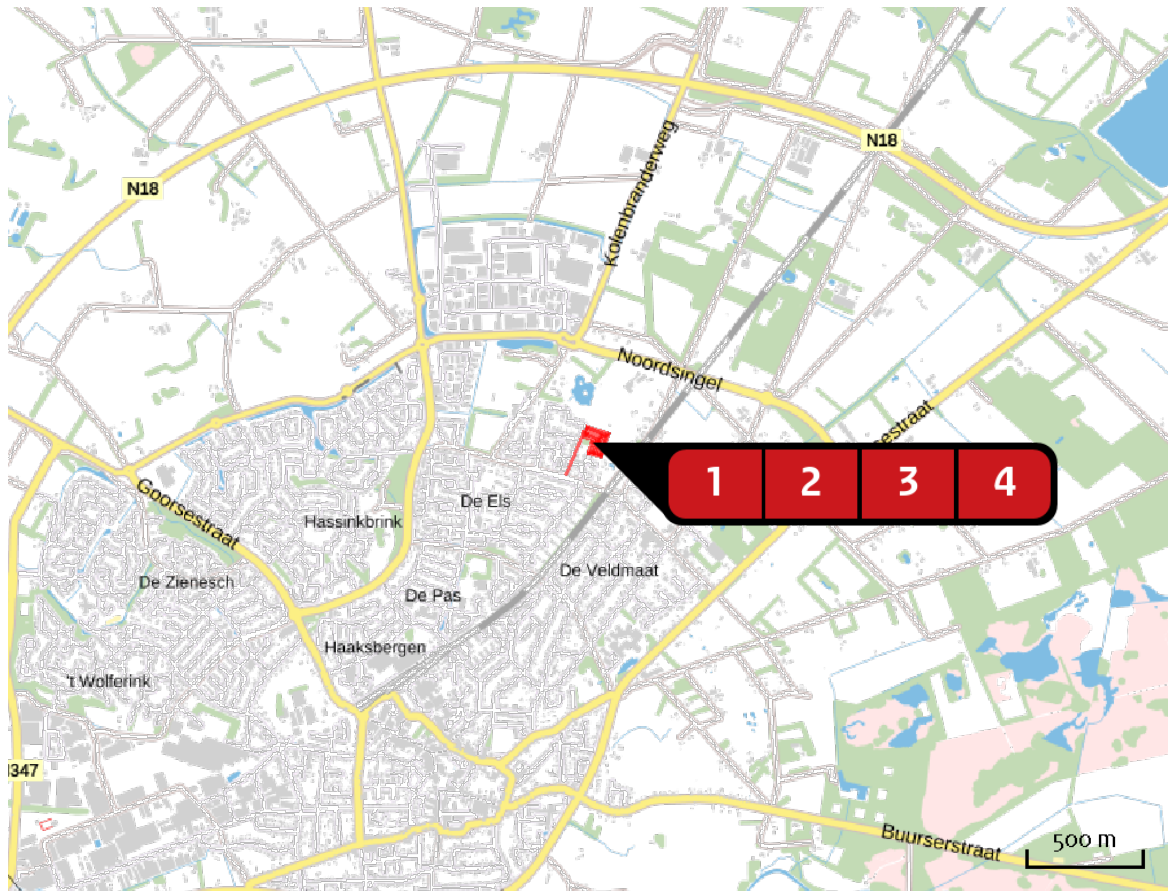 N18
N18
Kolenbranderweg
Noordsingel
sestraat
1 2 3 4
Goorsestraat
De Els
Hassinkbrink
De Zienesch
De Veldmaat
De Pas
Haaksbergen
't Wolferink
347
Buurserstraat
500 m